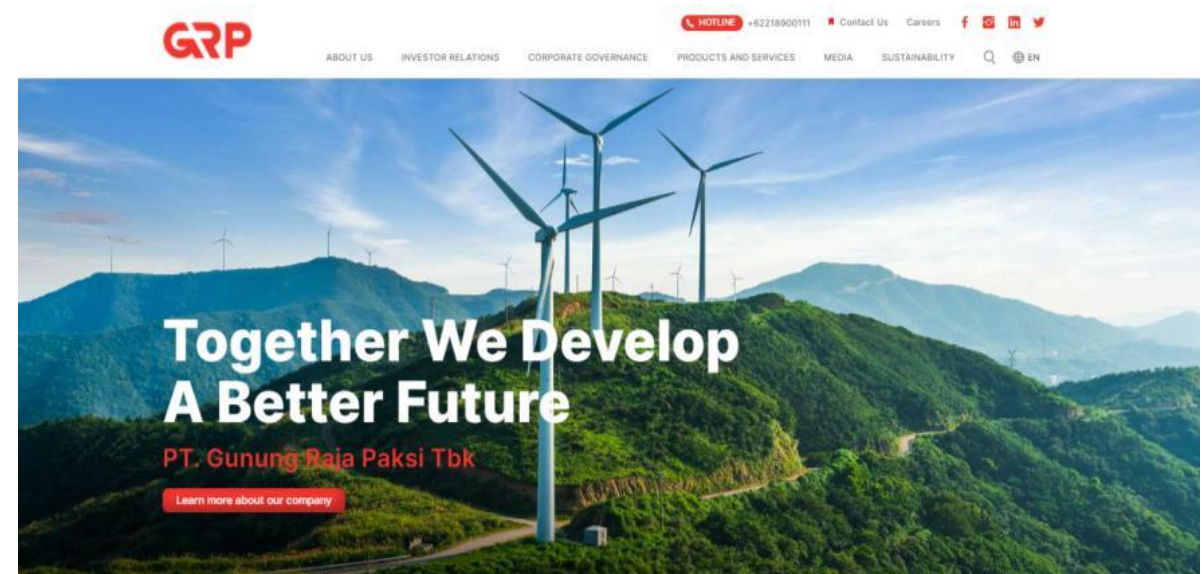 GRP
HOTLINE +62218900111 Contact Us Careers
ABOUT US INVESTOR RELATIONS CORPORATE GOVERNANCE PRODUCTS AND SERVICES MEDIA SUSTAINABILITY EN
Together We Develop
A Better Future
PT. Gunung Raja Paksi Tbk
Learn more about our company